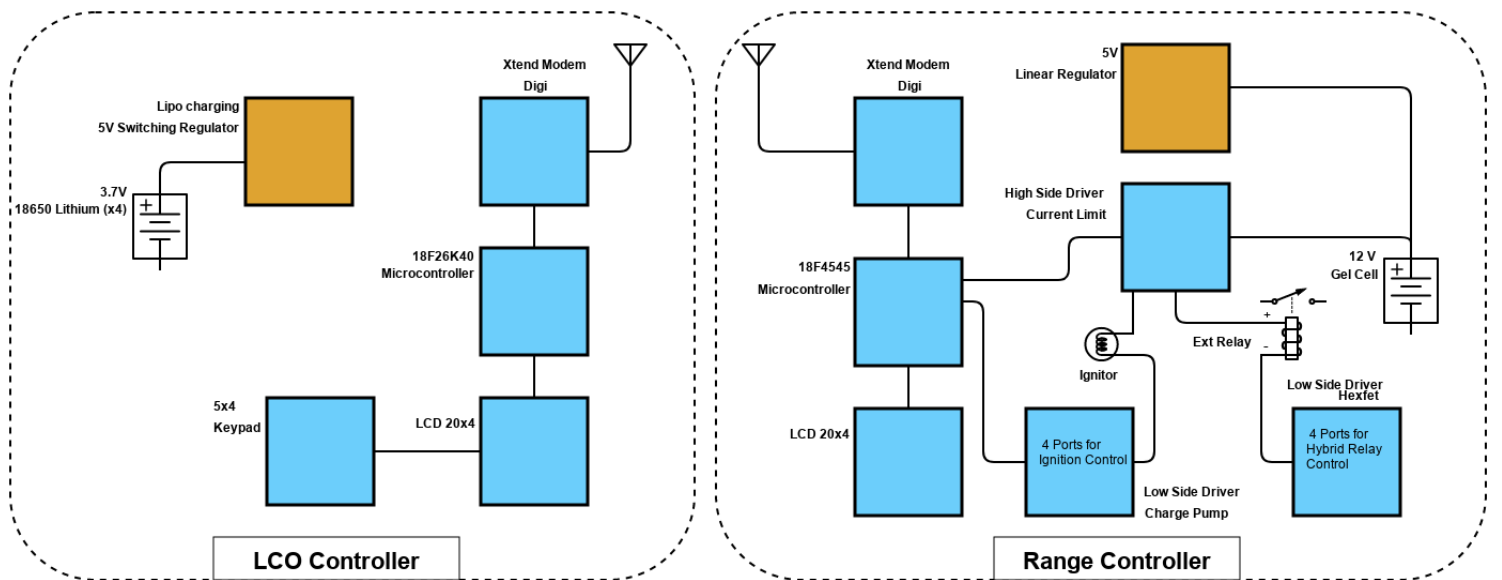 Lipo charging
5V Switching Regulator
3.7V
18650 Lithium (x4)
+
Xtend Modem
Digi
18F26K40
Microcontroller
5x4
Keypad
LCD 20x4
LCO Controller
Xtend Modem
Digi
5V
Linear Regulator
High Side Driver
Current Limit
18F4545
Microcontroller
12 V
Gel Cell
+
+
Ext Relay
-
Ignitor
LCD 20x4
4 Ports for
Ignition Control
Low Side Driver
Charge Pump
Low Side Driver
Hexfet
4 Ports for
Hybrid Relay
Control
Range Controller